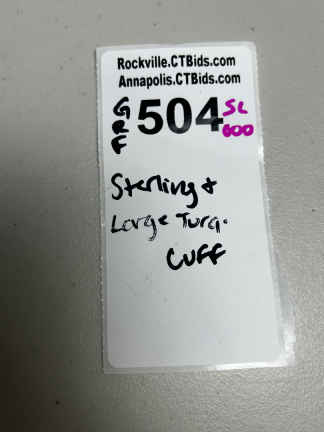 Rockville.CTBids.com
Annapolis.CTBids.com
GRF 504 SL 600
Sterling +
Large Turq.
Cuff